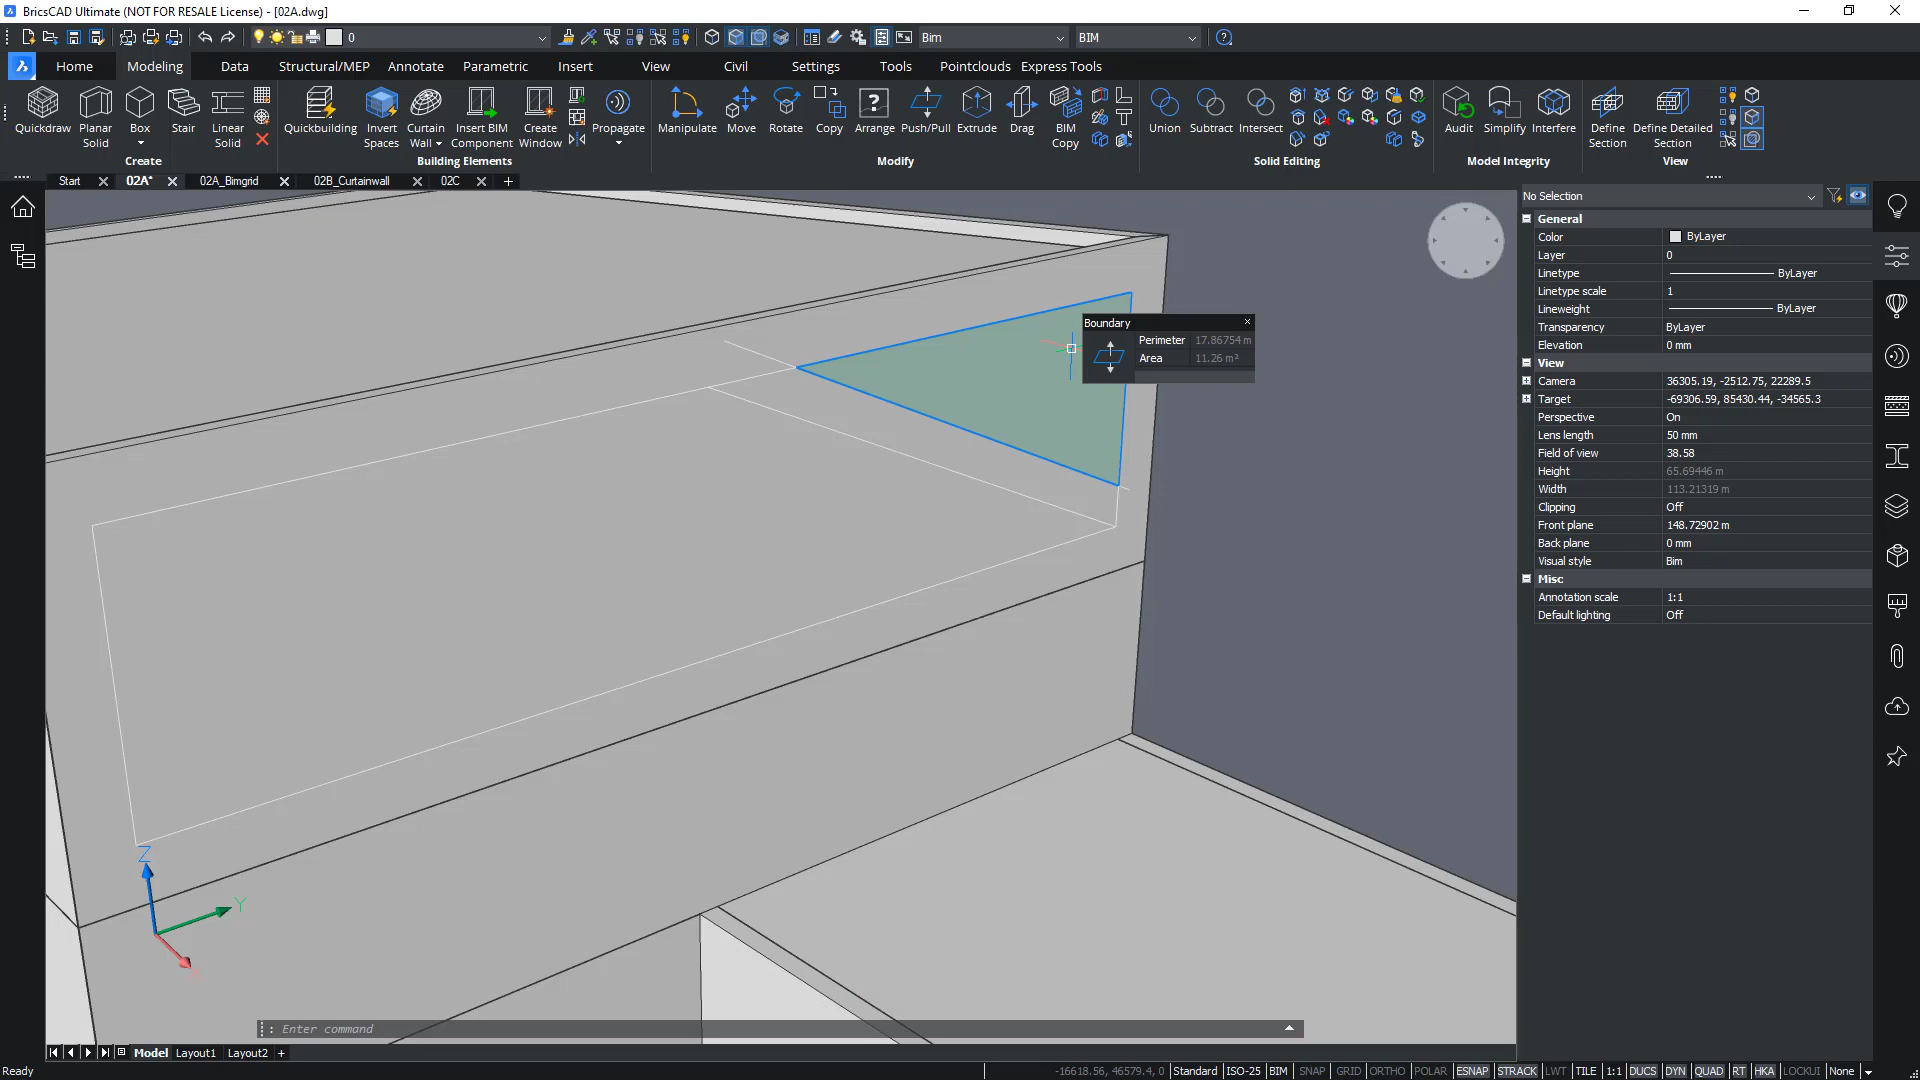 BricsCAD Ultimate (NOT FOR RESALE License) - [02A.dwg]
0
Bim
BIM
Home Modeling Data Structural/MEP Annotate Parametric Insert View Civil Settings Tools Pointclouds Express Tools
Quickdraw Planar Solid Box Stair Linear Solid
Quickbuilding Invert Spaces Curtain Wall Insert BIM Component Create Window Propagate
Manipulate Move Rotate Copy Arrange Push/Pull Extrude Drag BIM Copy
Union Subtract Intersect
Audit Simplify Interfere
Define Section Define Detailed Section
Create Building Elements Modify Solid Editing Model Integrity View
Start 02A* 02A_Bimgrid 02B_Curtainwall 02C
Boundary
Perimeter 17.86754 m
Area 11.26 m²
Z
Y
: Enter command
No Selection
General
Color ByLayer
Layer 0
Linetype ByLayer
Linetype scale 1
Lineweight ByLayer
Transparency ByLayer
Elevation 0 mm
View
Camera 36305.19, -2512.75, 22289.5
Target -69306.59, 85430.44, -34565.3
Perspective On
Lens length 50 mm
Field of view 38.58
Height 65.69446 m
Width 113.21319 m
Clipping Off
Front plane 148.72902 m
Back plane 0 mm
Visual style Bim
Misc
Annotation scale 1:1
Default lighting Off
Model Layout1 Layout2
Ready
-16618.56, 46579.4, 0 Standard ISO-25 BIM SNAP GRID ORTHO POLAR ESNAP STRACK LWT TILE 1:1 DUCS DYN QUAD RT HKA LOCKUI None